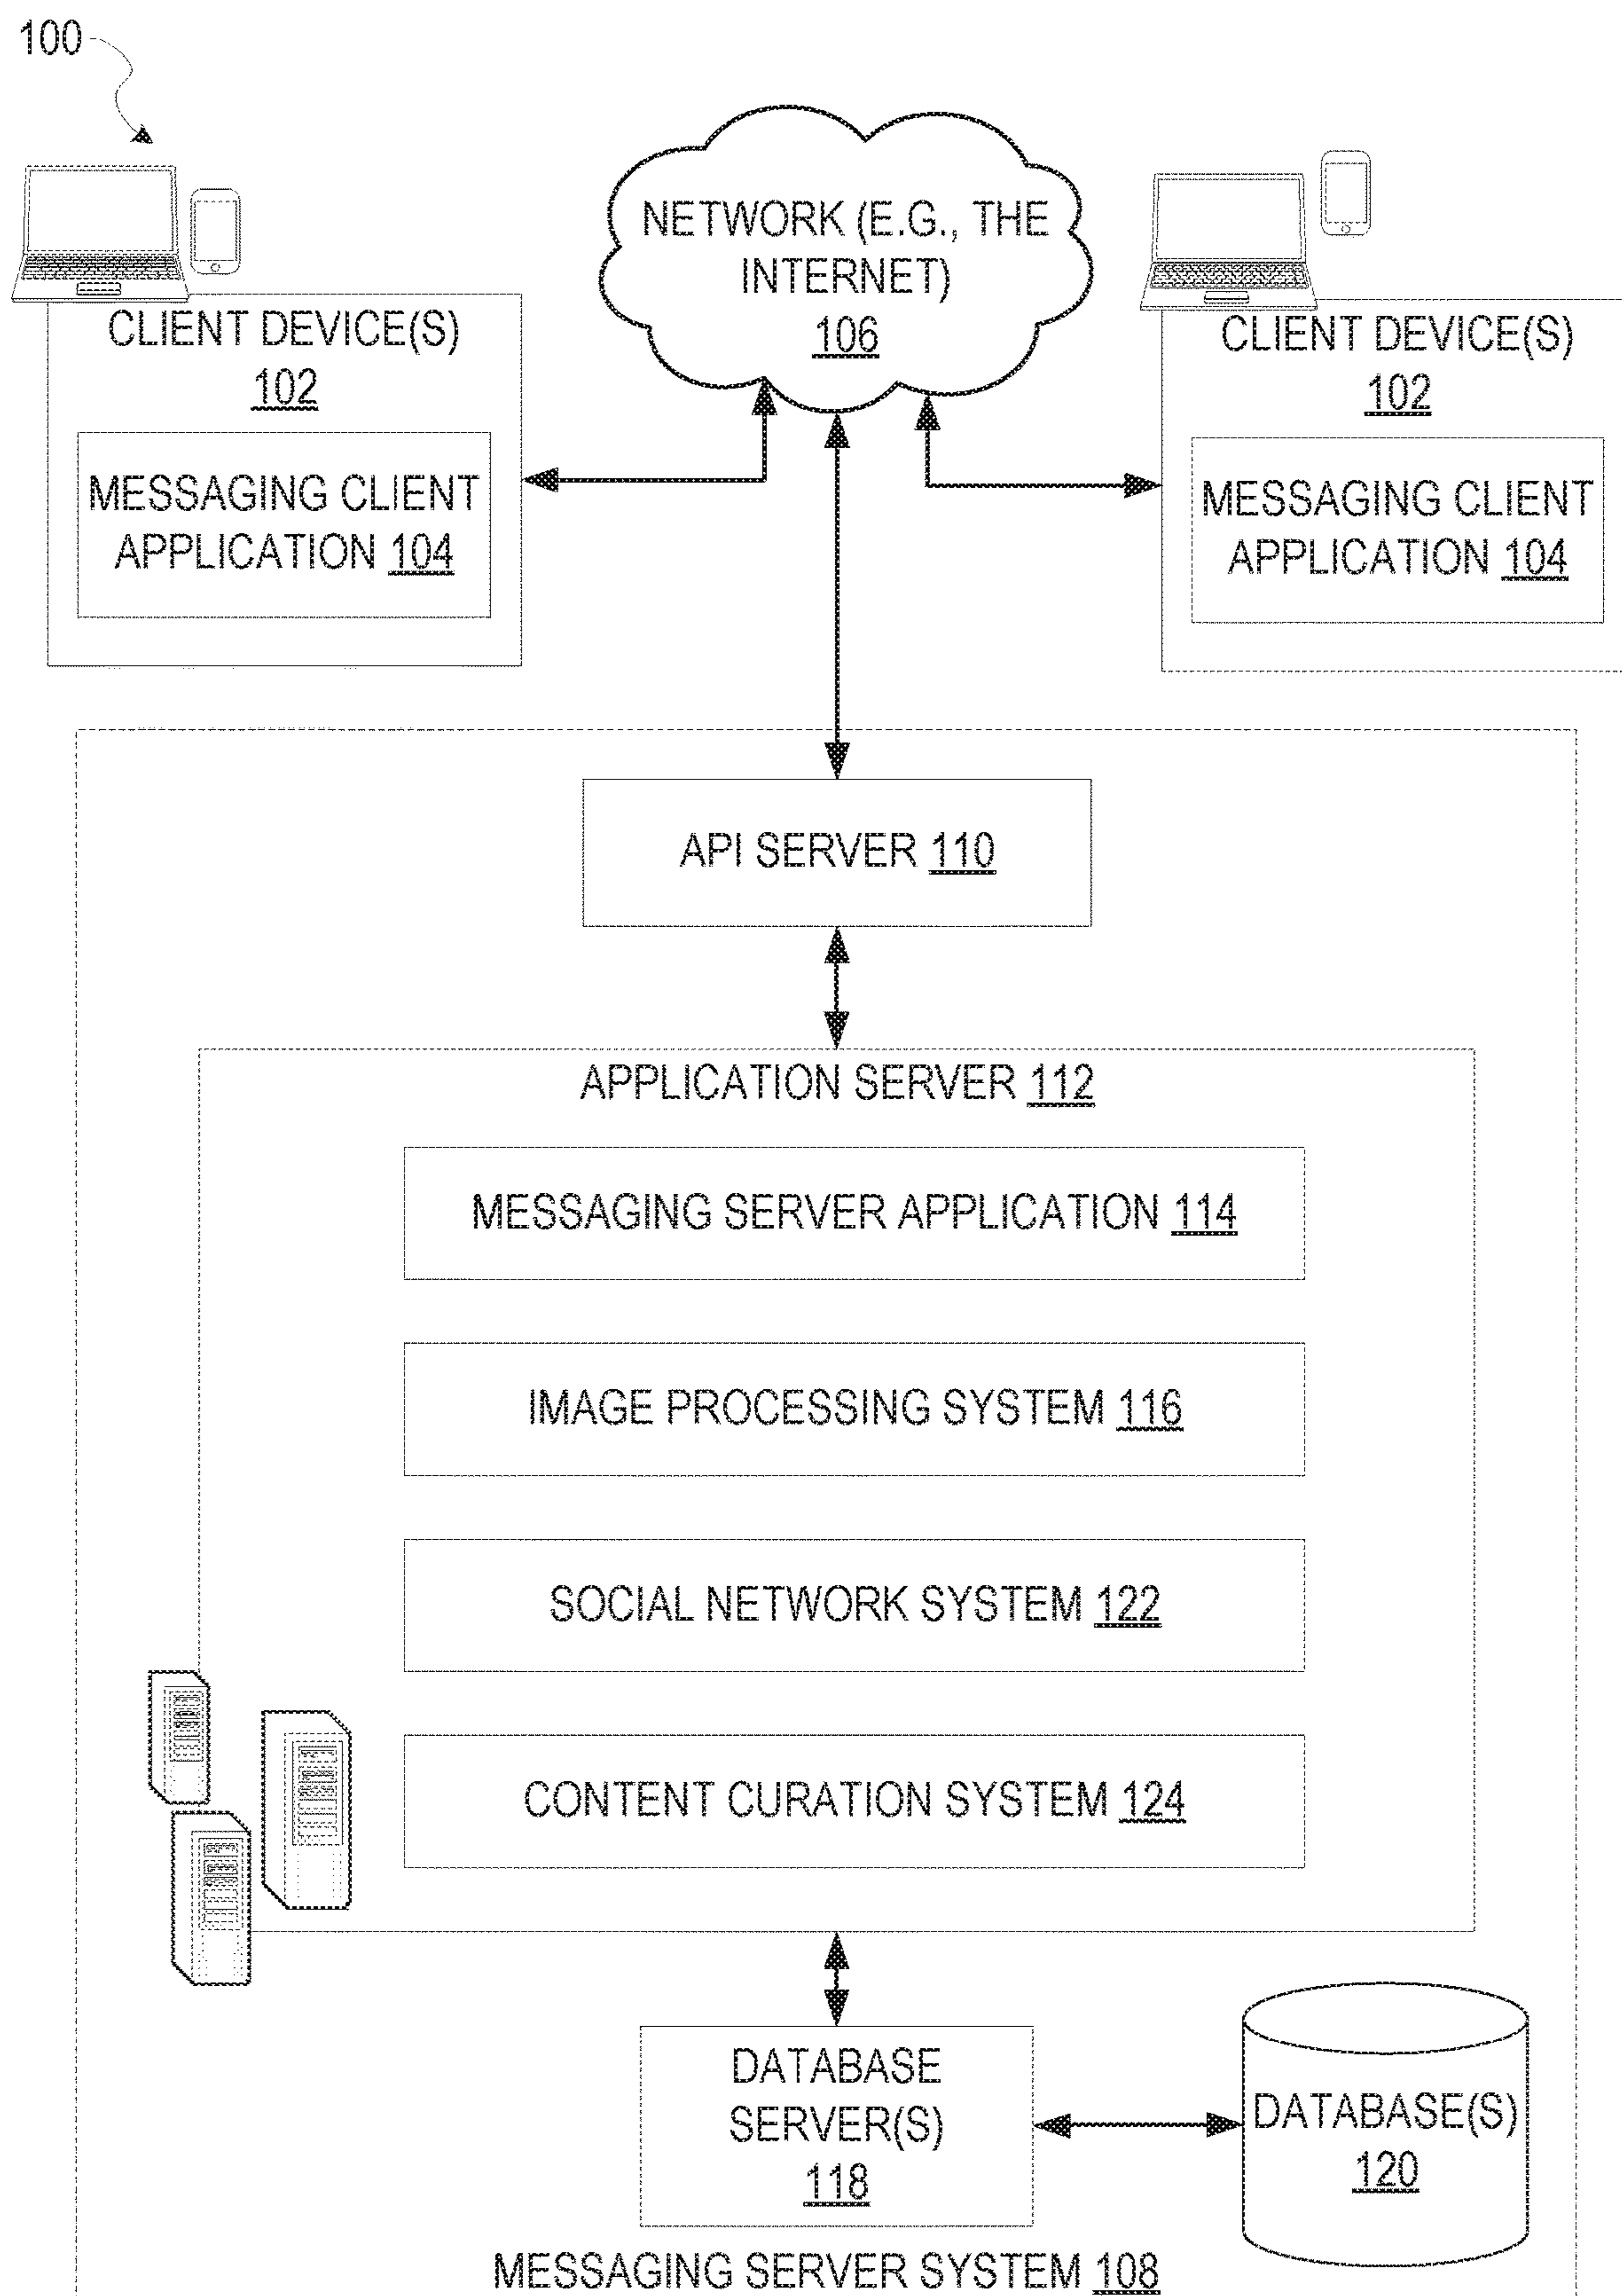 100
NETWORK (E.G., THE
INTERNET)
106
CLIENT DEVICE(S)
102
MESSAGING CLIENT
APPLICATION 104
CLIENT DEVICE(S)
102
MESSAGING CLIENT
APPLICATION 104
API SERVER 110
APPLICATION SERVER 112
MESSAGING SERVER APPLICATION 114
IMAGE PROCESSING SYSTEM 116
SOCIAL NETWORK SYSTEM 122
CONTENT CURATION SYSTEM 124
DATABASE
SERVER(S)
118
DATABASE(S)
120
MESSAGING SERVER SYSTEM 108